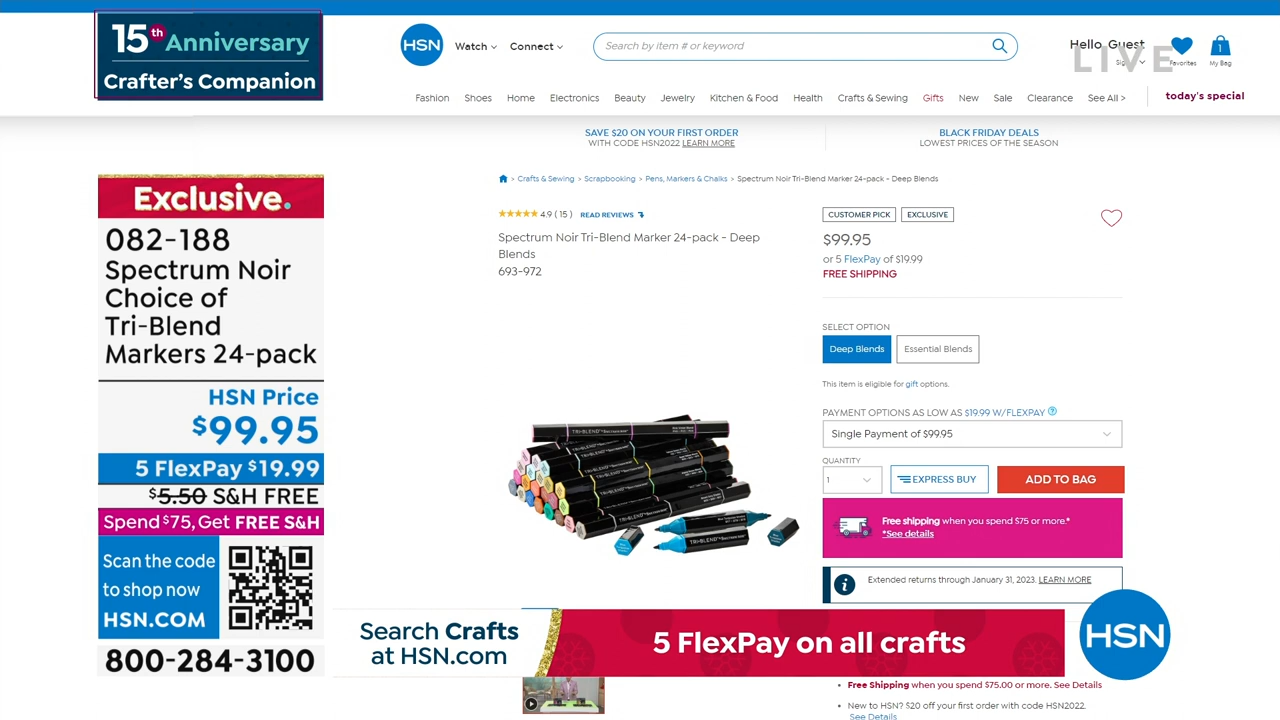 15th Anniversary
Crafter's Companion
HSN
Watch
Connect
Search by item # or keyword
Hello, Guest
LIVE
Favorites
1
My Bag
Fashion Shoes Home Electronics Beauty Jewelry Kitchen & Food Health Crafts & Sewing Gifts New Sale Clearance See All > today's special
SAVE $20 ON YOUR FIRST ORDER
WITH CODE HSN2022 LEARN MORE
BLACK FRIDAY DEALS
LOWEST PRICES OF THE SEASON
> Crafts & Sewing > Scrapbooking > Pens, Markers & Chalks > Spectrum Noir Tri-Blend Marker 24-pack - Deep Blends
Exclusive.
082-188
Spectrum Noir
Choice of
Tri-Blend
Markers 24-pack
HSN Price
$99.95
5 FlexPay $19.99
$5.50 S&H FREE
Spend $75, Get FREE S&H
Scan the code
to shop now
HSN.COM
800-284-3100
4.9 ( 15 ) READ REVIEWS
Spectrum Noir Tri-Blend Marker 24-pack - Deep
Blends
693-972
TRI-BLEND
TRI-BLEND
CUSTOMER PICK
EXCLUSIVE
$99.95
or 5 FlexPay of $19.99
FREE SHIPPING
SELECT OPTION
Deep Blends
Essential Blends
This item is eligible for gift options.
PAYMENT OPTIONS AS LOW AS $19.99 W/FLEXPAY ?
Single Payment of $99.95
QUANTITY
1
EXPRESS BUY
ADD TO BAG
Free shipping when you spend $75 or more.*
*See details
Extended returns through January 31, 2023. LEARN MORE
Search Crafts
at HSN.com
5 FlexPay on all crafts
HSN
• Free Shipping when you spend $75.00 or more. See Details
• New to HSN? $20 off your first order with code HSN2022.
See Details